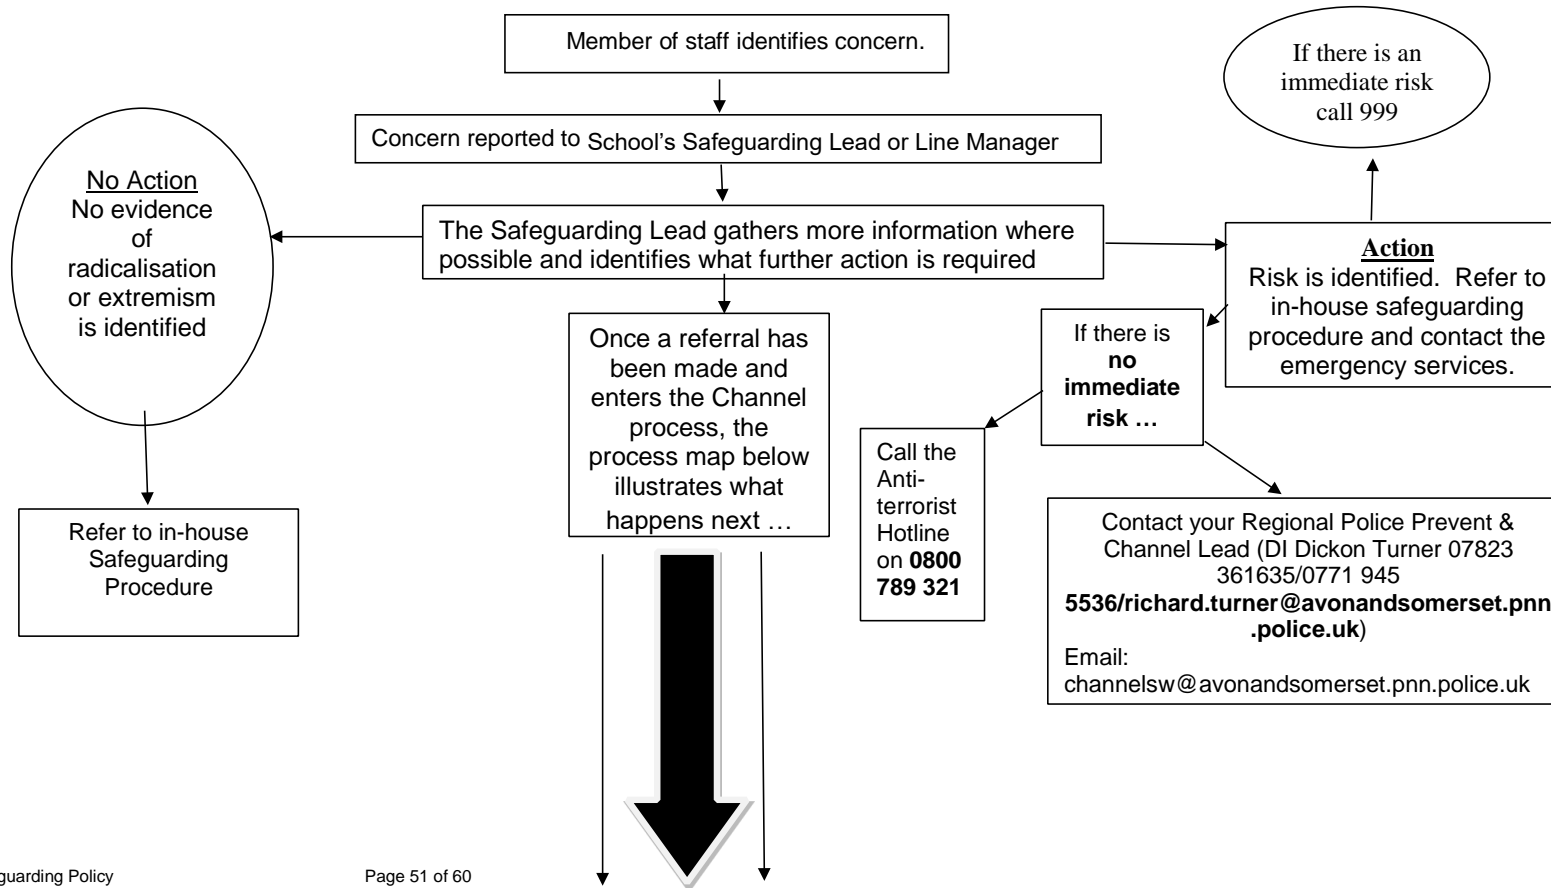 Member of staff identifies concern.
If there is an
immediate risk
call 999
Concern reported to School's Safeguarding Lead or Line Manager
No Action
No evidence
of
radicalisation
or extremism
is identified
The Safeguarding Lead gathers more information where
possible and identifies what further action is required
Action
Risk is identified.  Refer to
in-house safeguarding
procedure and contact the
emergency services.
Once a referral has
been made and
enters the Channel
process, the
process map below
illustrates what
happens next …
If there is
no
immediate
risk …
Call the
Anti-
terrorist
Hotline
on 0800
789 321
Refer to in-house
Safeguarding
Procedure
Contact your Regional Police Prevent &
Channel Lead (DI Dickon Turner 07823
361635/0771 945
5536/richard.turner@avonandsomerset.pnn
.police.uk)
Email:
channelsw@avonandsomerset.pnn.police.uk
guarding Policy
Page 51 of 60